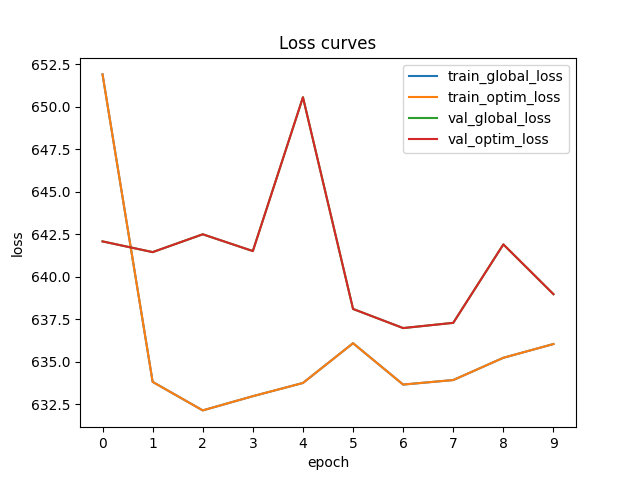 Loss curves
652.5
650.0
647.5
645.0
642.5
640.0
637.5
635.0
632.5
loss
train_global_loss
train_optim_loss
val_global_loss
val_optim_loss
0 1 2 3 4 5 6 7 8 9
epoch